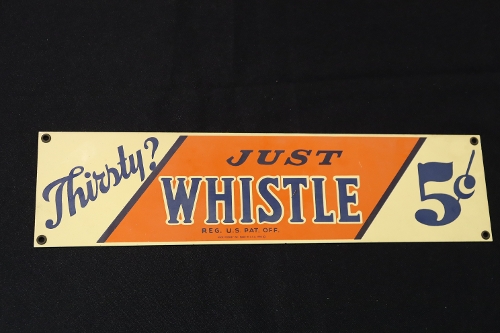 Thirsty?
JUST
WHISTLE
REG. U.S. PAT. OFF.
5¢